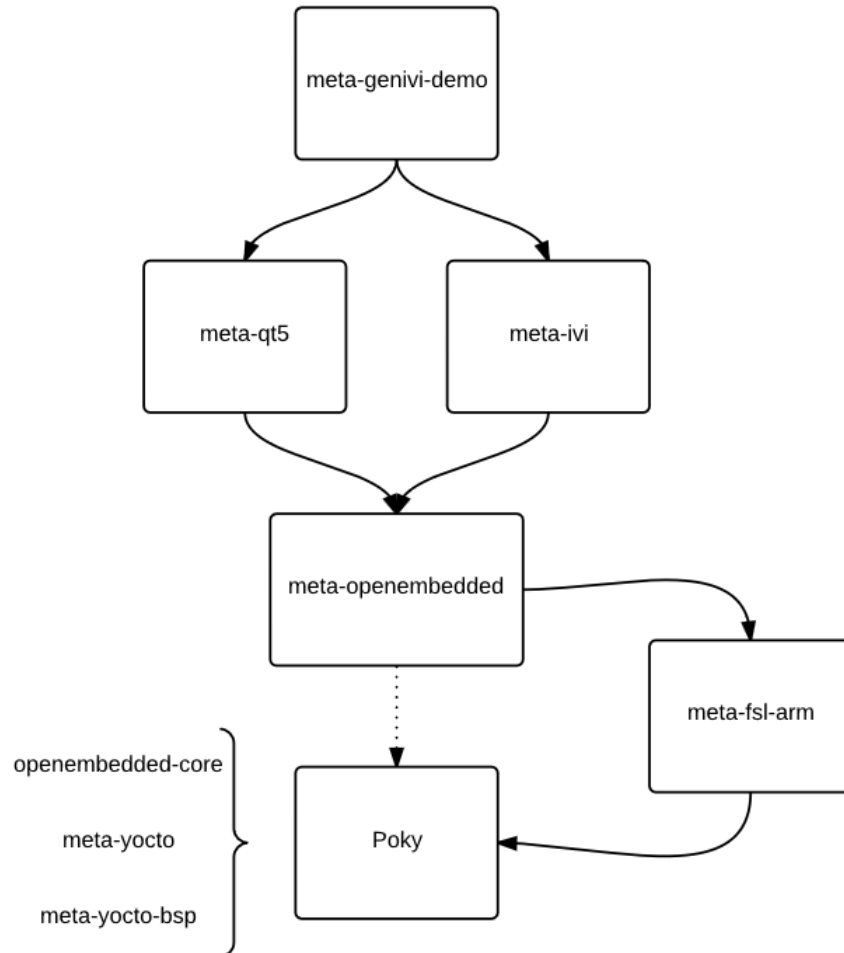 meta-genivi-demo
meta-qt5
meta-ivi
meta-openembedded
meta-fsl-arm
openembedded-core
meta-yocto
Poky
meta-yocto-bsp